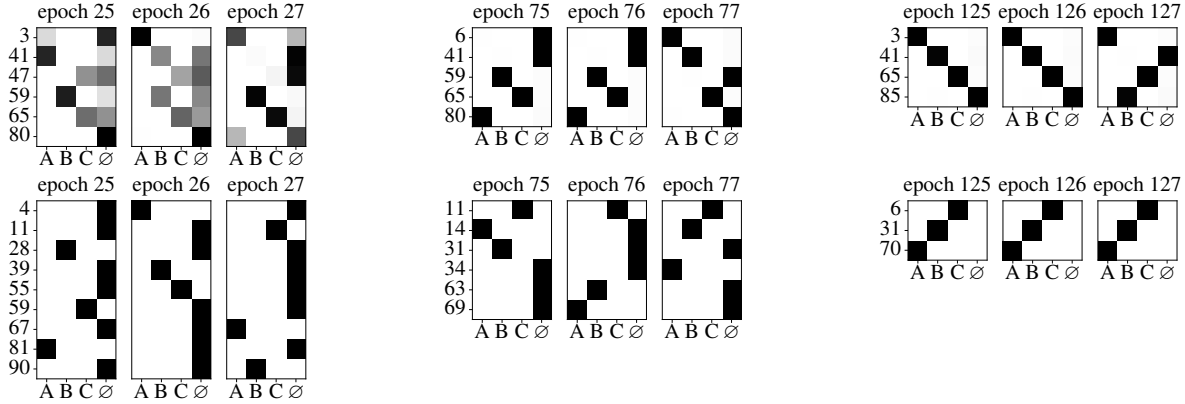 epoch 25 epoch 26 epoch 27 epoch 75 epoch 76 epoch 77 epoch 125 epoch 126 epoch 127
3 6 3
41 41 41
47 59 65
59 65 85
65 80
80
A B C ∅ A B C ∅ A B C ∅ A B C ∅ A B C ∅ A B C ∅ A B C ∅ A B C ∅ A B C ∅
epoch 25 epoch 26 epoch 27 epoch 75 epoch 76 epoch 77 epoch 125 epoch 126 epoch 127
4 11 6
11 14 31
28 31 70
39 34
55 63
59 69
67
81
90
A B C ∅ A B C ∅ A B C ∅ A B C ∅ A B C ∅ A B C ∅ A B C ∅ A B C ∅ A B C ∅